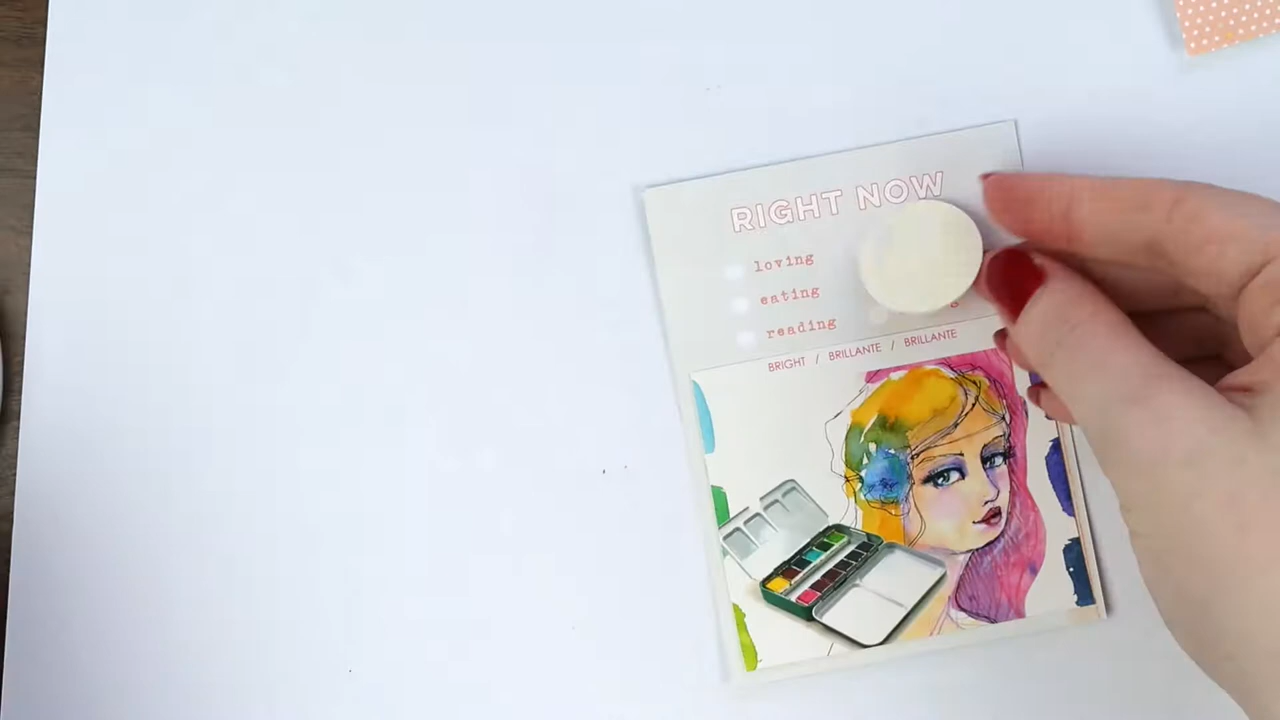 RIGHT NOW
loving
eating
reading
BRIGHT / BRILLANTE / BRILLANTE